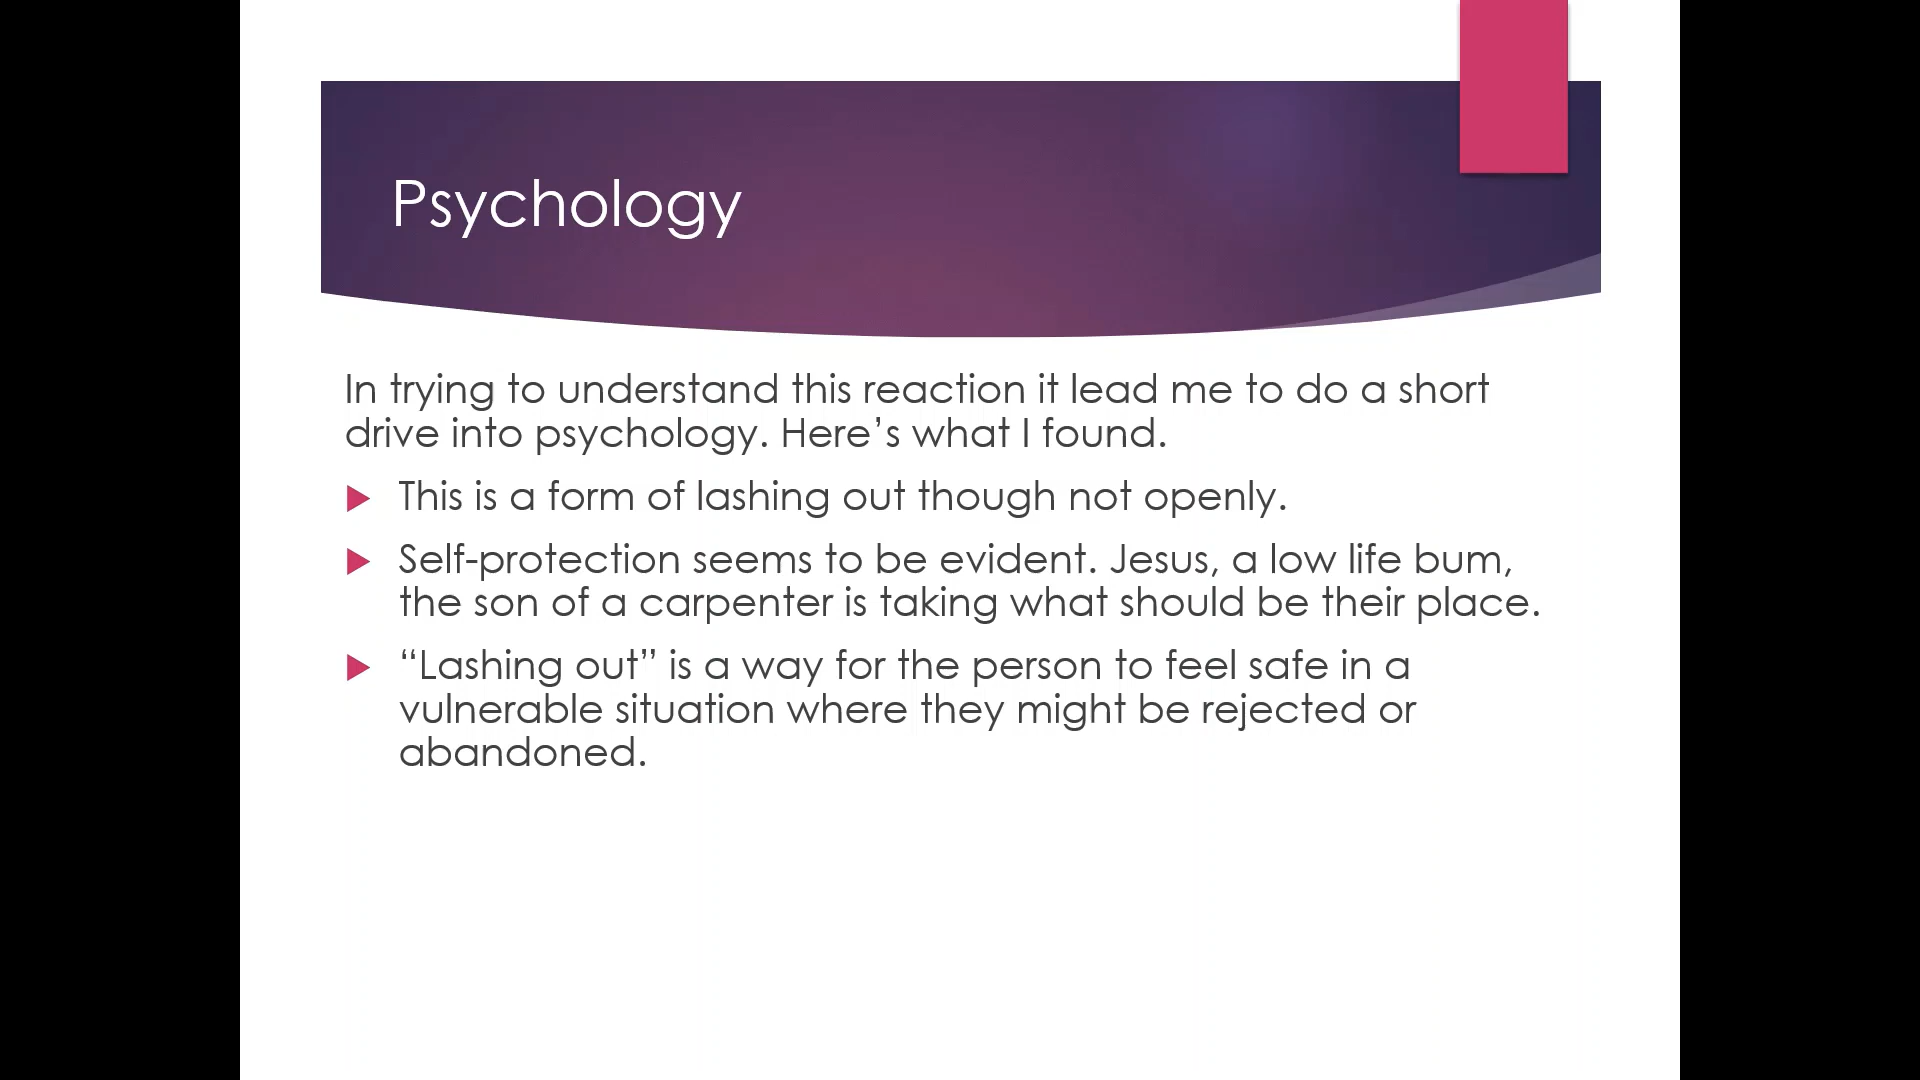 Psychology
In trying to understand this reaction it lead me to do a short
drive into psychology. Here’s what I found.
This is a form of lashing out though not openly.
Self-protection seems to be evident. Jesus, a low life bum,
the son of a carpenter is taking what should be their place.
“Lashing out” is a way for the person to feel safe in a
vulnerable situation where they might be rejected or
abandoned.